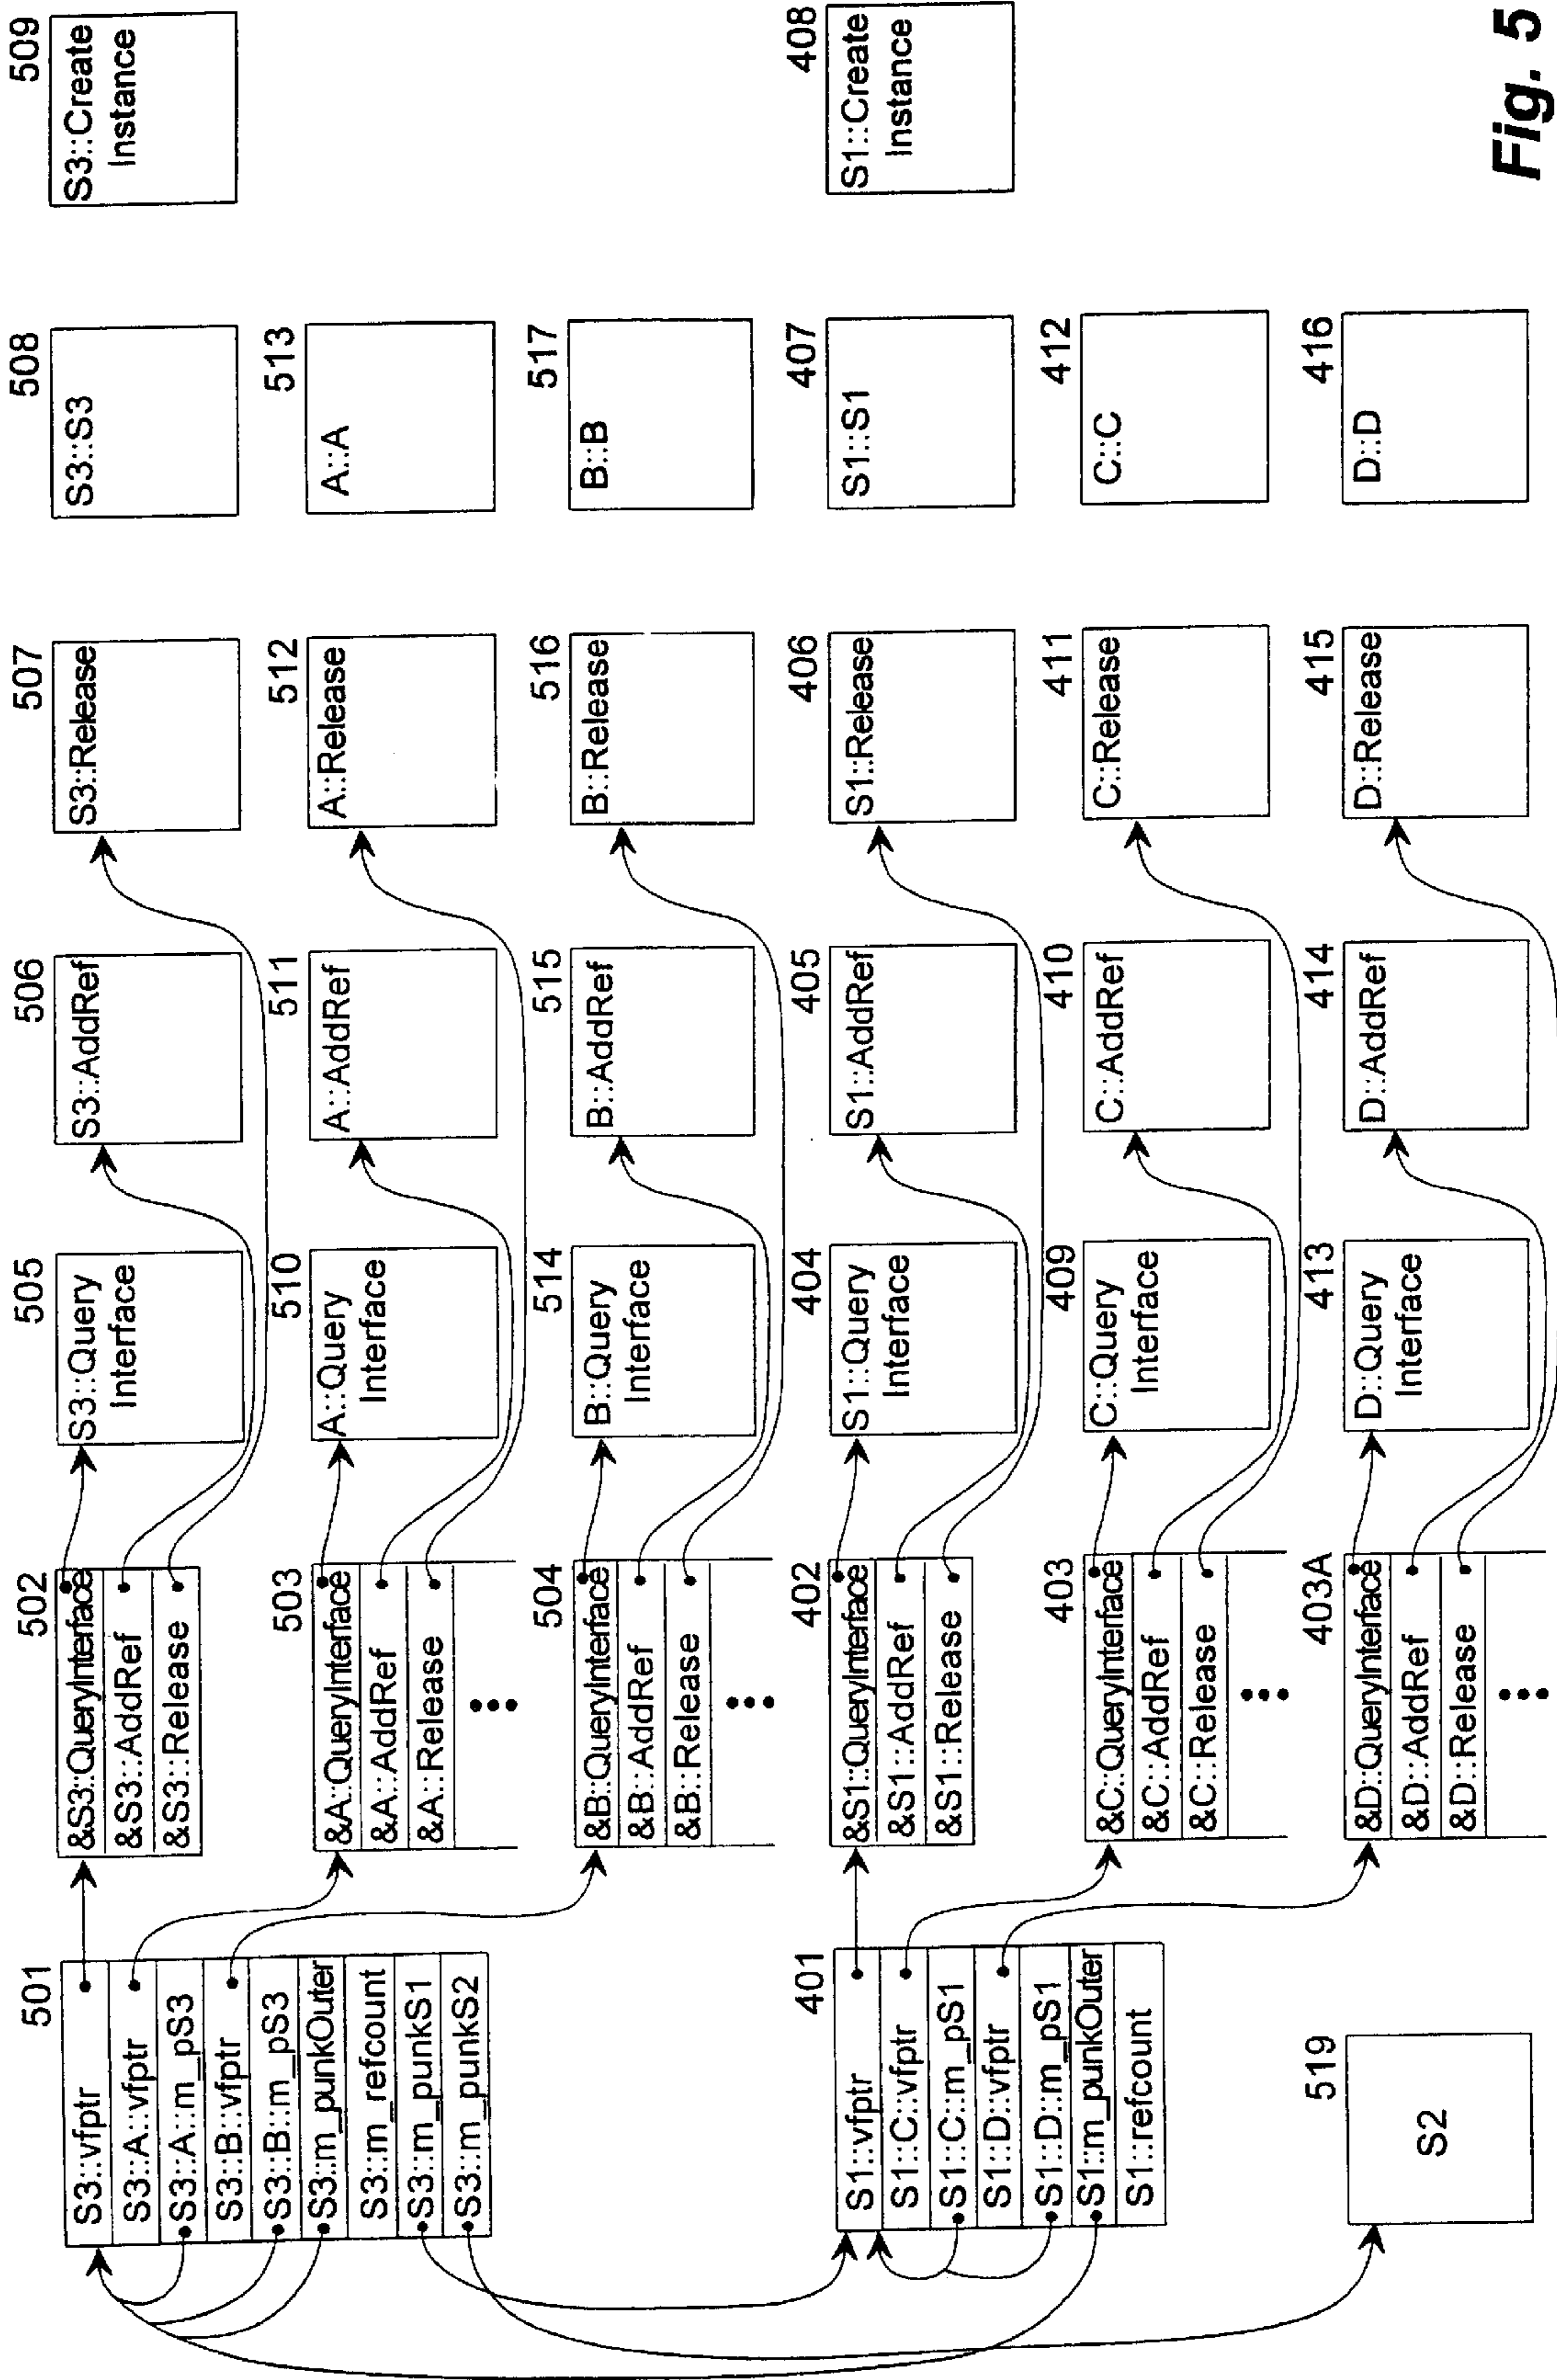 501
S3::vfptr
S3::A::vfptr
S3::A::m_pS3
S3::B::vfptr
S3::B::m_pS3
S3::m_punkOuter
S3::m_refcount
S3::m_punkS1
S3::m_punkS2
502
&S3::QueryInterface
&S3::AddRef
&S3::Release
505
S3::Query
Interface
506
S3::AddRef
507
S3::Release
508
S3::S3
509
S3::Create
Instance
503
&A::QueryInterface
&A::AddRef
&A::Release
510
A::Query
Interface
511
A::AddRef
512
A::Release
513
A::A
504
&B::QueryInterface
&B::AddRef
&B::Release
514
B::Query
Interface
515
B::AddRef
516
B::Release
517
B::B
401
S1::vfptr
S1::C::vfptr
S1::C::m_pS1
S1::D::vfptr
S1::D::m_pS1
S1::m_punkOuter
S1::refcount
402
&S1::QueryInterface
&S1::AddRef
&S1::Release
404
S1::Query
Interface
405
S1::AddRef
406
S1::Release
407
S1::S1
408
S1::Create
Instance
403
&C::QueryInterface
&C::AddRef
&C::Release
409
C::Query
Interface
410
C::AddRef
411
C::Release
412
C::C
519
S2
403A
&D::QueryInterface
&D::AddRef
&D::Release
413
D::Query
Interface
414
D::AddRef
415
D::Release
416
D::D
Fig. 5